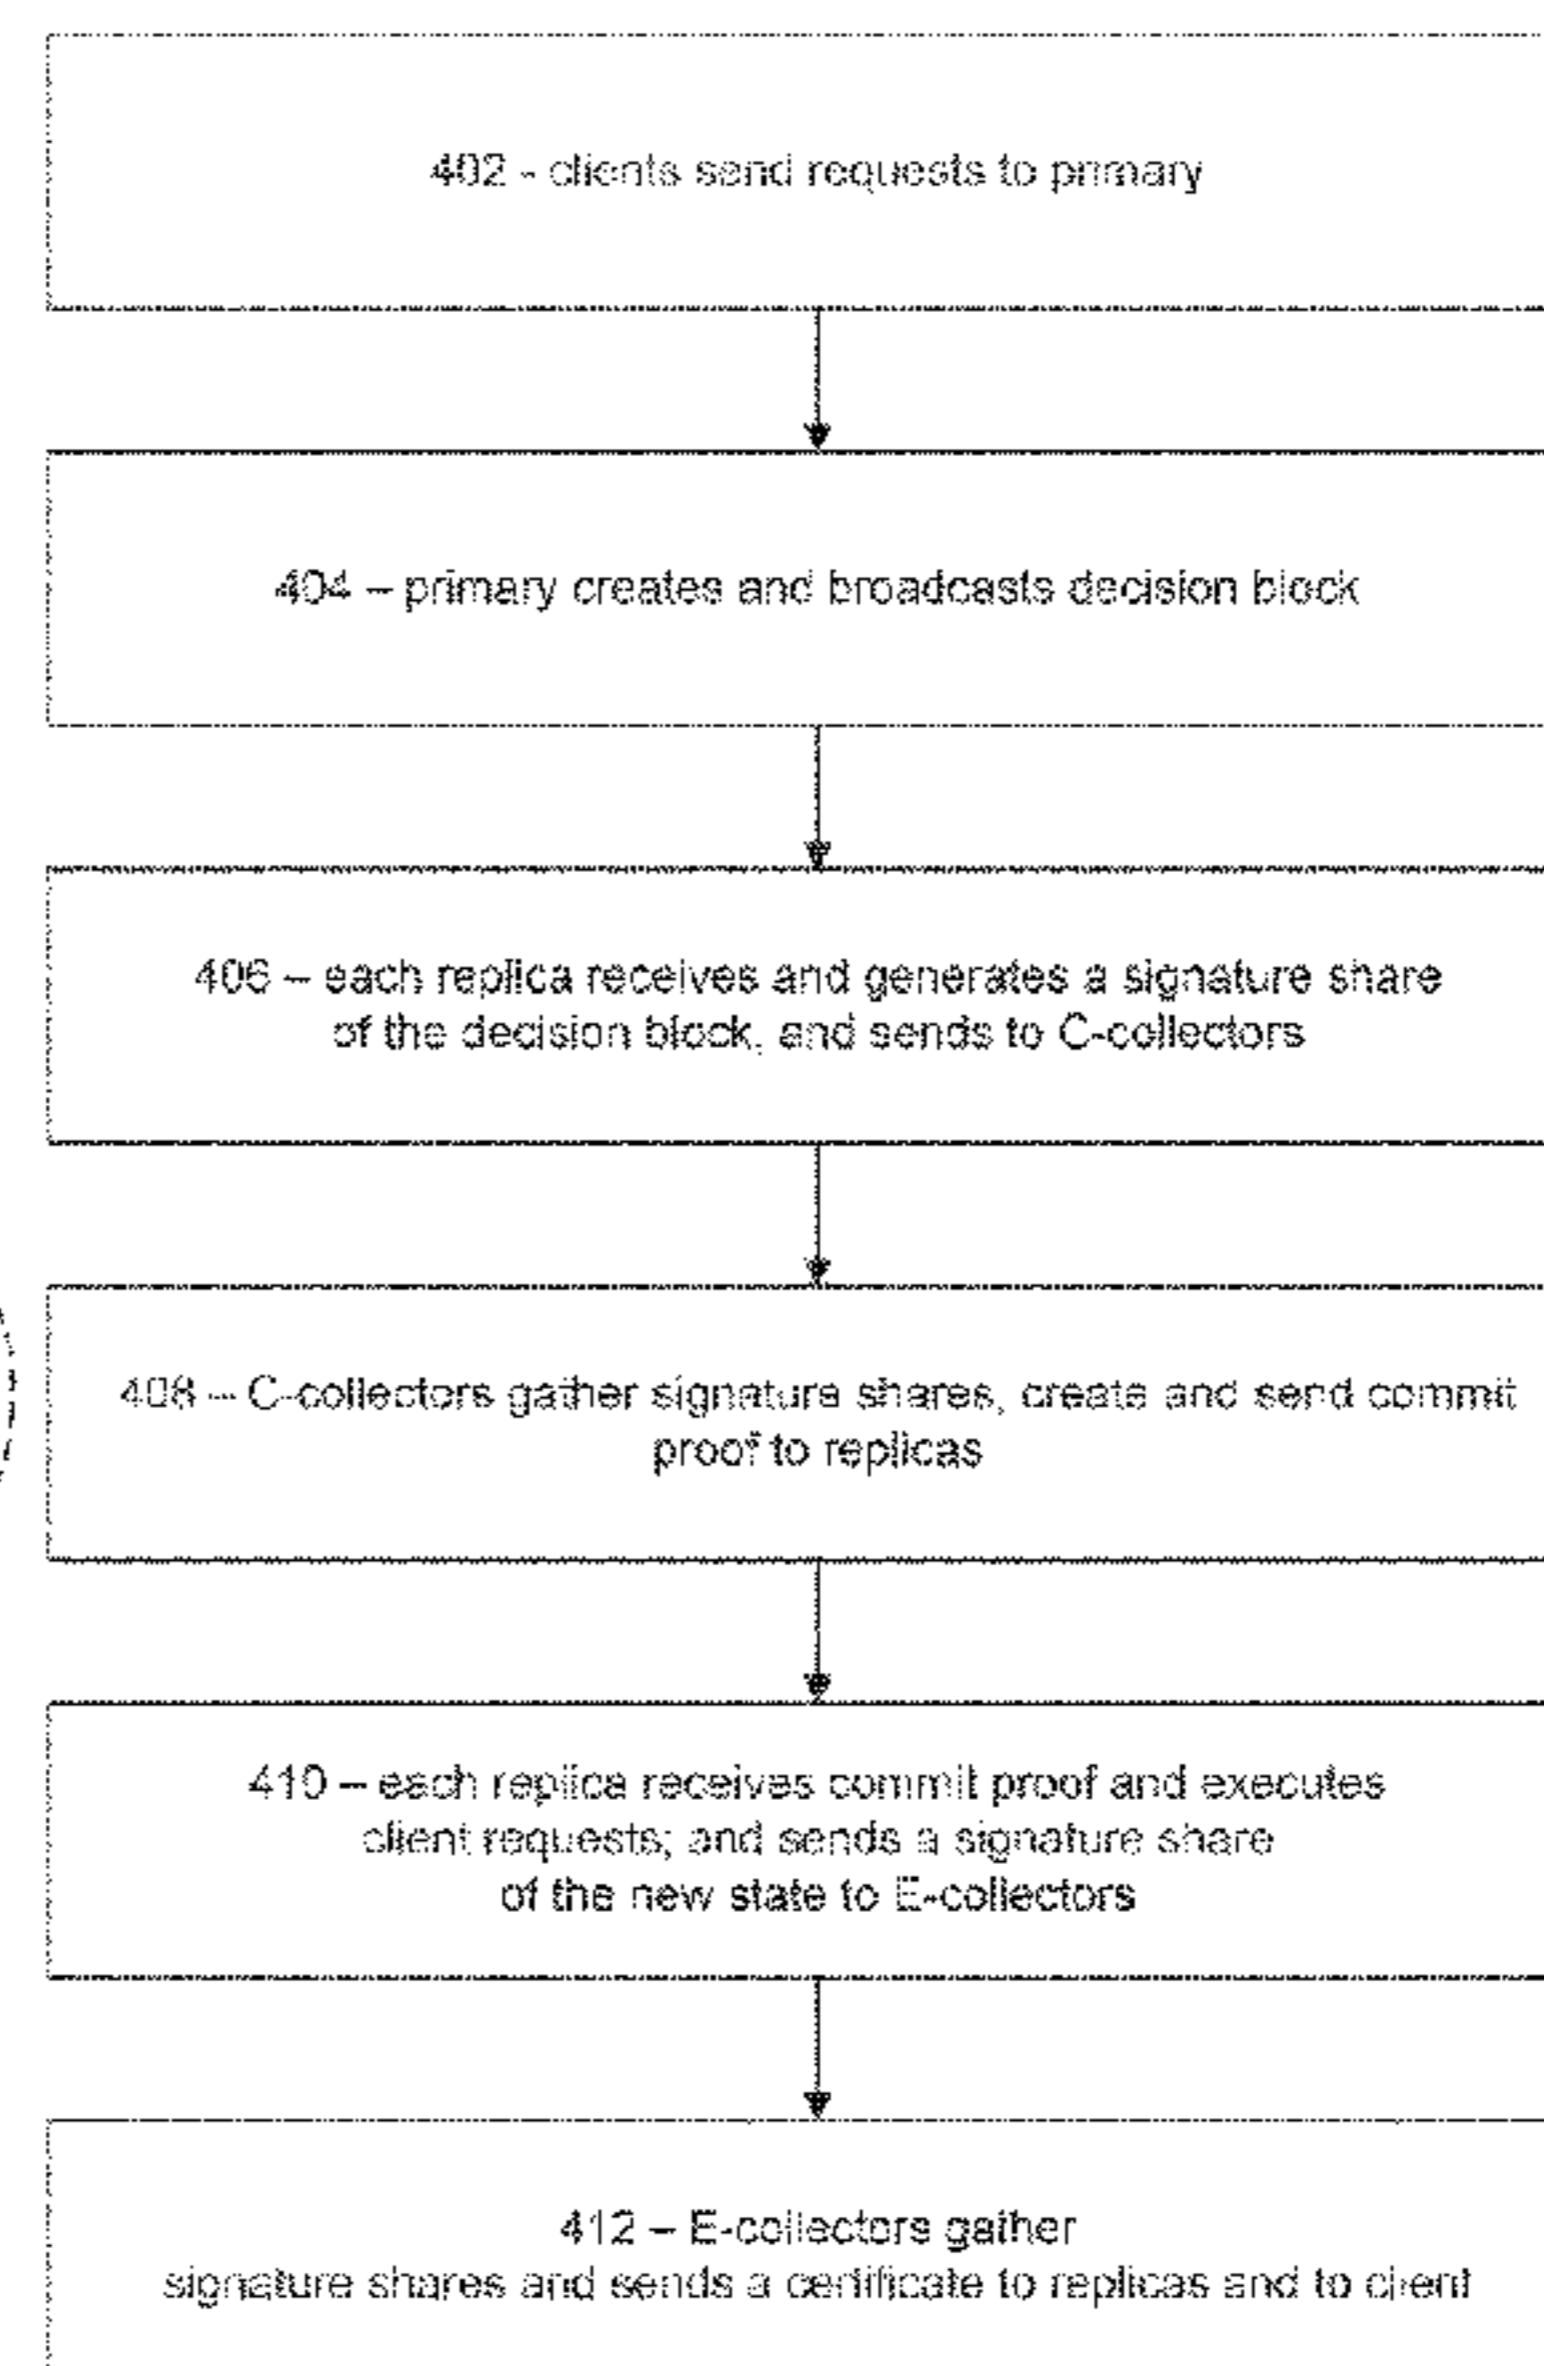 402 - clients send requests to primary
404 – primary creates and broadcasts decision block
406 – each replica receives and generates a signature share
of the decision block, and sends to C-collectors
408 – C-collectors gather signature shares, create and send commit
proof to replicas
410 – each replica receives commit proof and executes
client requests; and sends a signature share
of the new state to E-collectors
412 – E-collectors gather
signature shares and sends a certificate to replicas and to client